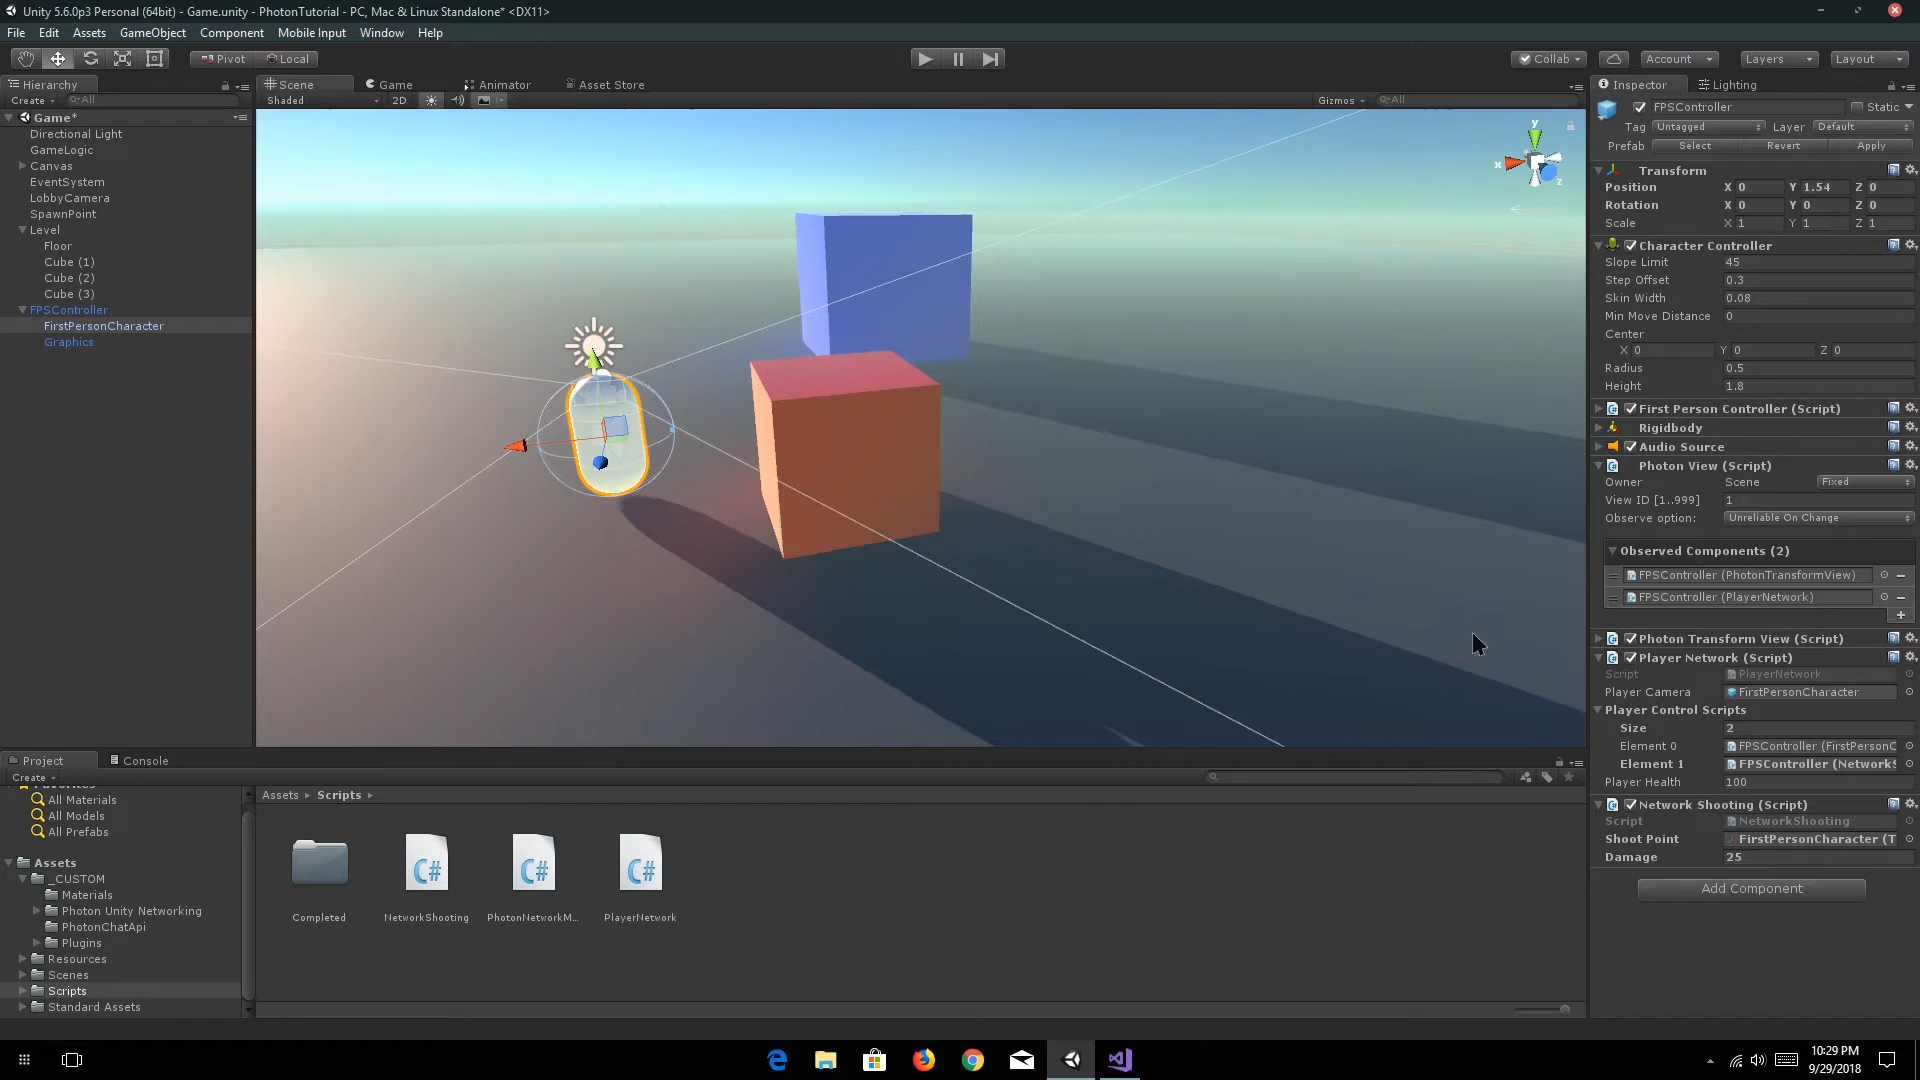 Unity 5.6.0p3 Personal (64bit) - Game.unity - PhotonTutorial - PC, Mac & Linux Standalone* <DX11>
File Edit Assets GameObject Component Mobile Input Window Help
Pivot Local Collab Account Layers Layout
Hierarchy
Create All
Game*
Directional Light
GameLogic
Canvas
EventSystem
LobbyCamera
SpawnPoint
Level
Floor
Cube (1)
Cube (2)
Cube (3)
FPSController
FirstPersonCharacter
Graphics
Scene Game Animator Asset Store
Shaded 2D Gizmos All
y
x
z
Inspector Lighting
FPSController Static
Tag Untagged Layer Default
Prefab Select Revert Apply
Transform
Position X 0 Y 1.54 Z 0
Rotation X 0 Y 0 Z 0
Scale X 1 Y 1 Z 1
Character Controller
Slope Limit 45
Step Offset 0.3
Skin Width 0.08
Min Move Distance 0
Center
X 0 Y 0 Z 0
Radius 0.5
Height 1.8
First Person Controller (Script)
Rigidbody
Audio Source
Photon View (Script)
Owner Scene Fixed
View ID [1..999] 1
Observe option: Unreliable On Change
Observed Components (2)
FPSController (PhotonTransformView)
FPSController (PlayerNetwork)
Photon Transform View (Script)
Player Network (Script)
Script PlayerNetwork
Player Camera FirstPersonCharacter
Player Control Scripts
Size 2
Element 0 FPSController (FirstPersonC
Element 1 FPSController (NetworkS
Player Health 100
Network Shooting (Script)
Script NetworkShooting
Shoot Point FirstPersonCharacter (T
Damage 25
Add Component
Project Console
Create
Favorites
All Materials
All Models
All Prefabs
Assets
_CUSTOM
Materials
Photon Unity Networking
PhotonChatApi
Plugins
Resources
Scenes
Scripts
Standard Assets
Assets Scripts
C# C# C#
Completed NetworkShooting PhotonNetworkM... PlayerNetwork
10:29 PM
9/29/2018